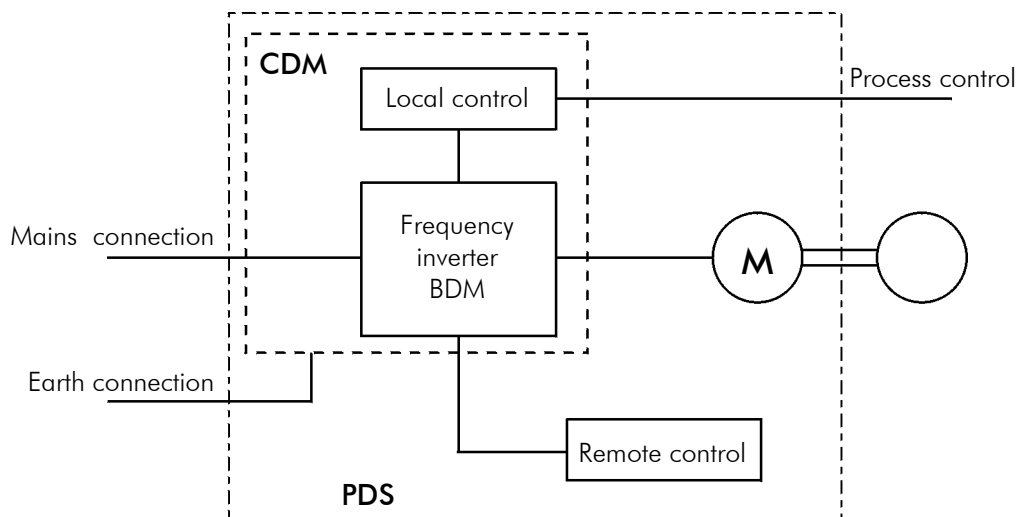 CDM
Local control
Process control
Mains connection
Frequency
inverter
BDM
M
Earth connection
Remote control
PDS